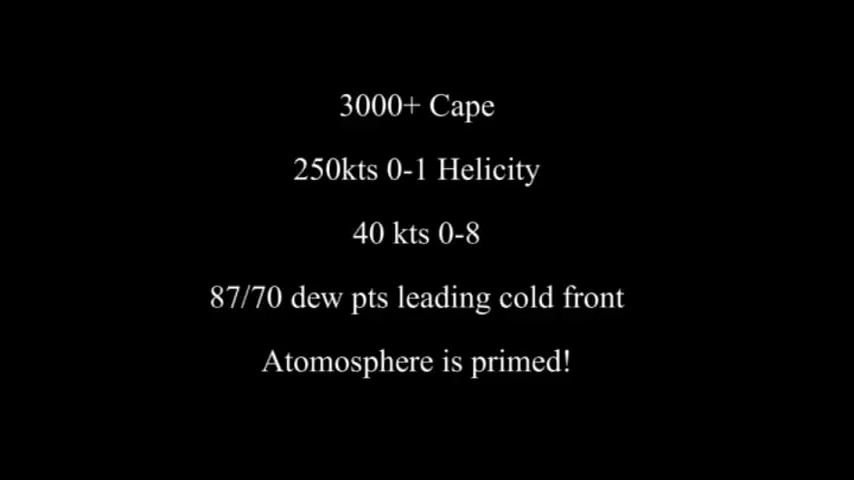 3000+ Cape
250kts 0-1 Helicity
40 kts 0-8
87/70 dew pts leading cold front
Atomosphere is primed!